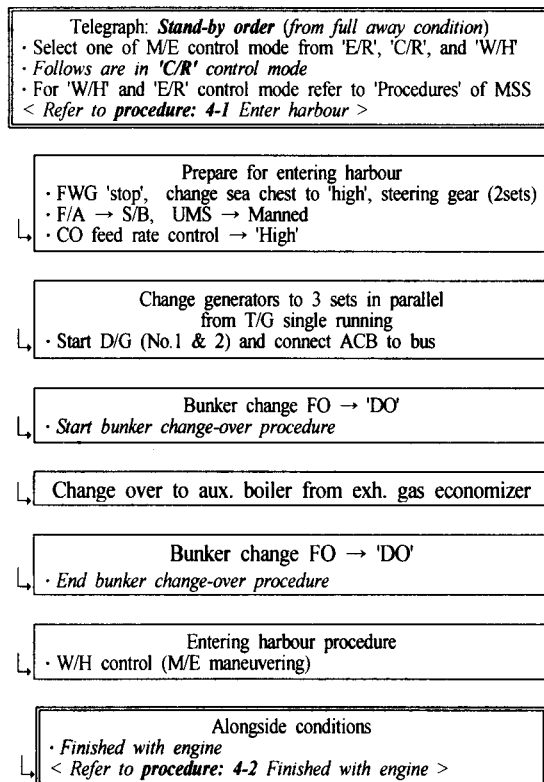 Telegraph: Stand-by order (from full away condition)
· Select one of M/E control mode from 'E/R', 'C/R', and 'W/H'
· Follows are in 'C/R' control mode
· For 'W/H' and 'E/R' control mode refer to 'Procedures' of MSS
< Refer to procedure: 4-1 Enter harbour >
Prepare for entering harbour
· FWG 'stop', change sea chest to 'high', steering gear (2sets)
· F/A → S/B, UMS → Manned
· CO feed rate control → 'High'
Change generators to 3 sets in parallel
from T/G single running
· Start D/G (No.1 & 2) and connect ACB to bus
Bunker change FO → 'DO'
· Start bunker change-over procedure
Change over to aux. boiler from exh. gas economizer
Bunker change FO → 'DO'
· End bunker change-over procedure
Entering harbour procedure
· W/H control (M/E maneuvering)
Alongside conditions
· Finished with engine
< Refer to procedure: 4-2 Finished with engine >